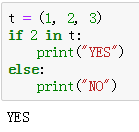 t = (1, 2, 3)
if 2 in t:
    print("YES")
else:
    print("NO")
YES